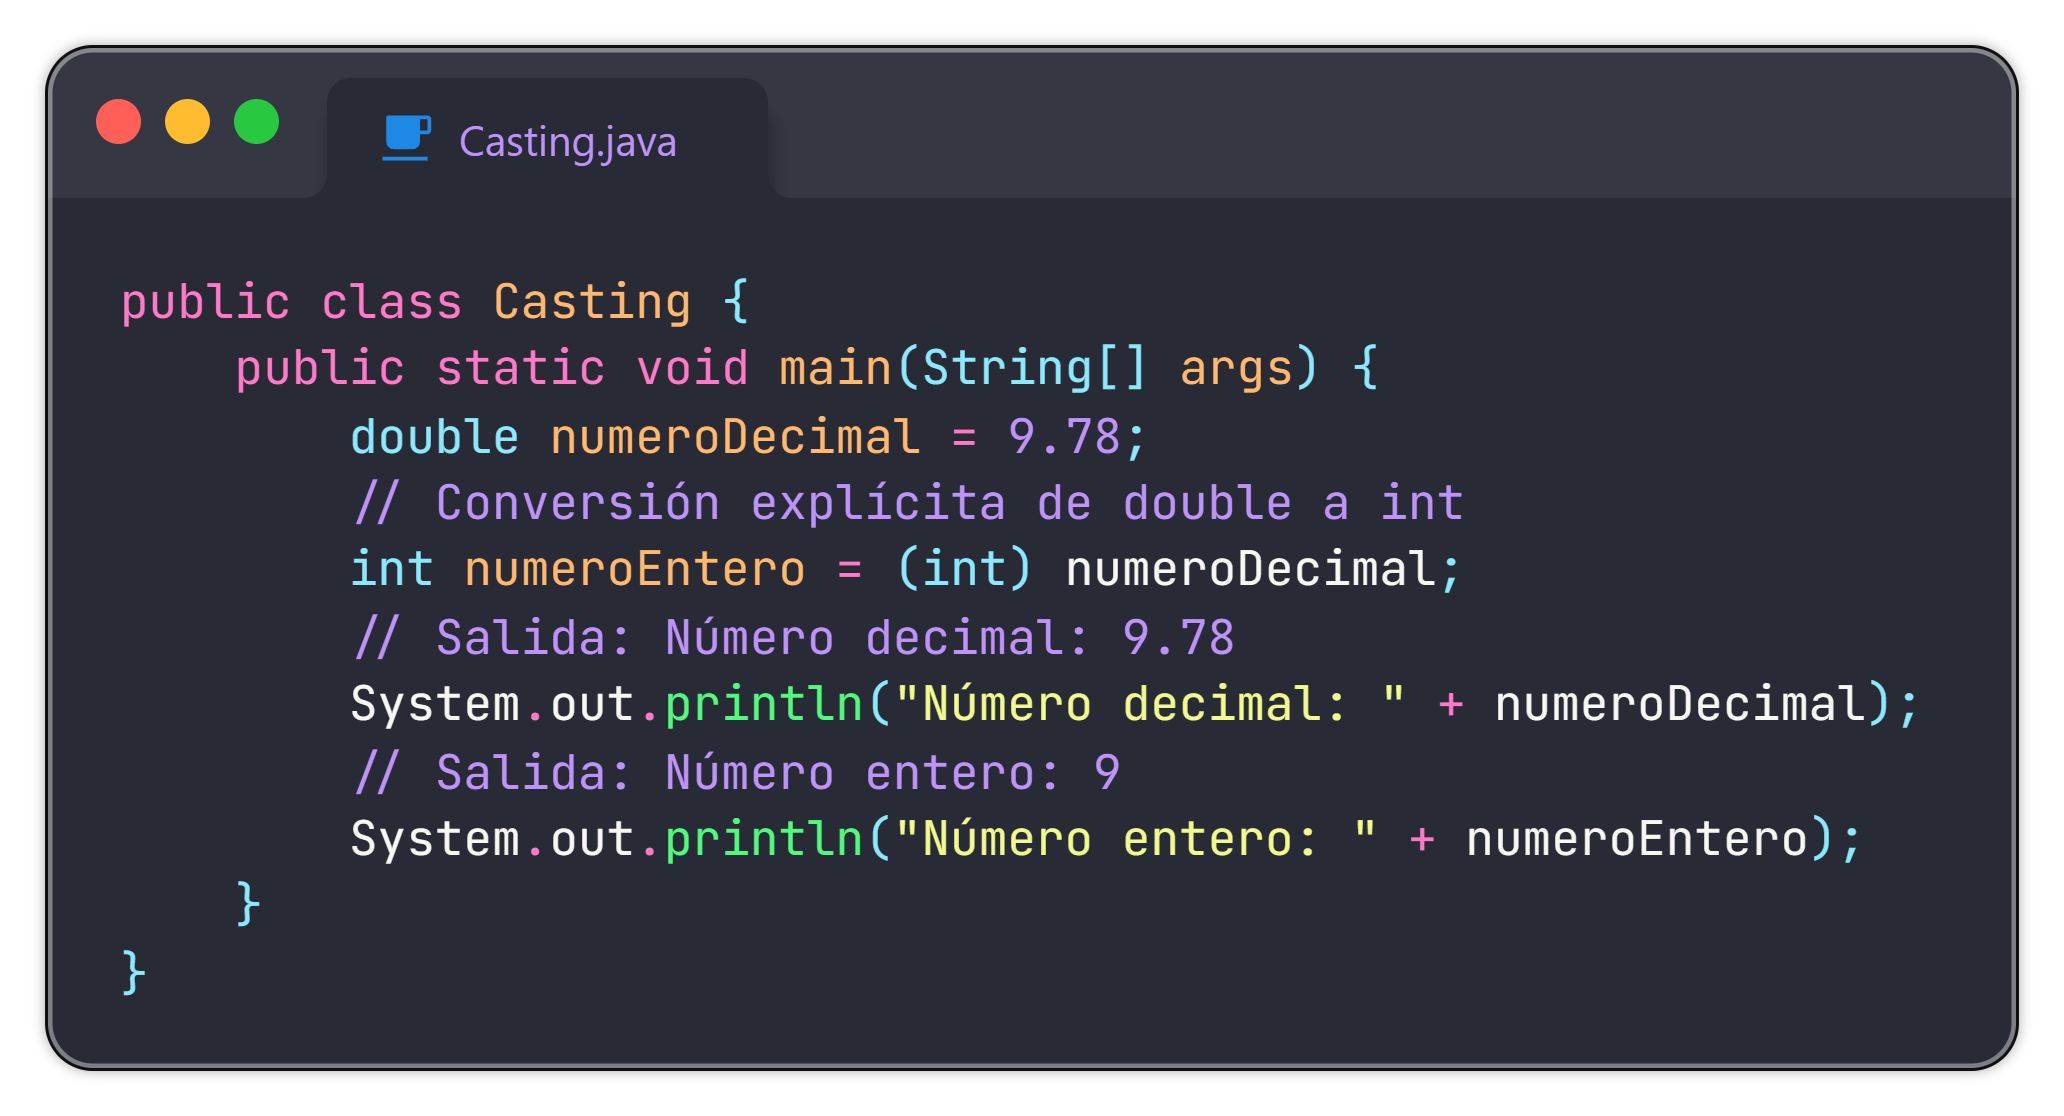 Casting.java
public class Casting {
    public static void main(String[] args) {
        double numeroDecimal = 9.78;
        // Conversión explícita de double a int
        int numeroEntero = (int) numeroDecimal;
        // Salida: Número decimal: 9.78
        System.out.println("Número decimal: " + numeroDecimal);
        // Salida: Número entero: 9
        System.out.println("Número entero: " + numeroEntero);
    }
}